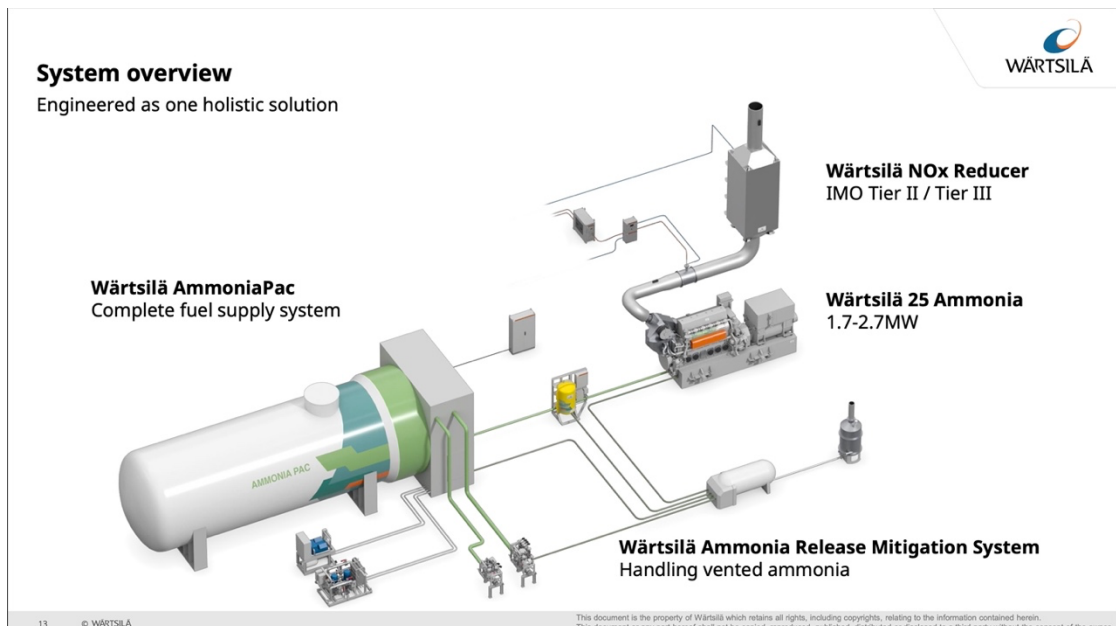 System overview
Engineered as one holistic solution
WÄRTSILÄ
Wärtsilä NOx Reducer
IMO Tier II / Tier III
Wärtsilä AmmoniaPac
Complete fuel supply system
Wärtsilä 25 Ammonia
1.7-2.7MW
AMMONIA PAC
Wärtsilä Ammonia Release Mitigation System
Handling vented ammonia
13 © WÄRTSILÄ
This document is the property of Wärtsilä which retains all rights, including copyrights, relating to the information contained herein.